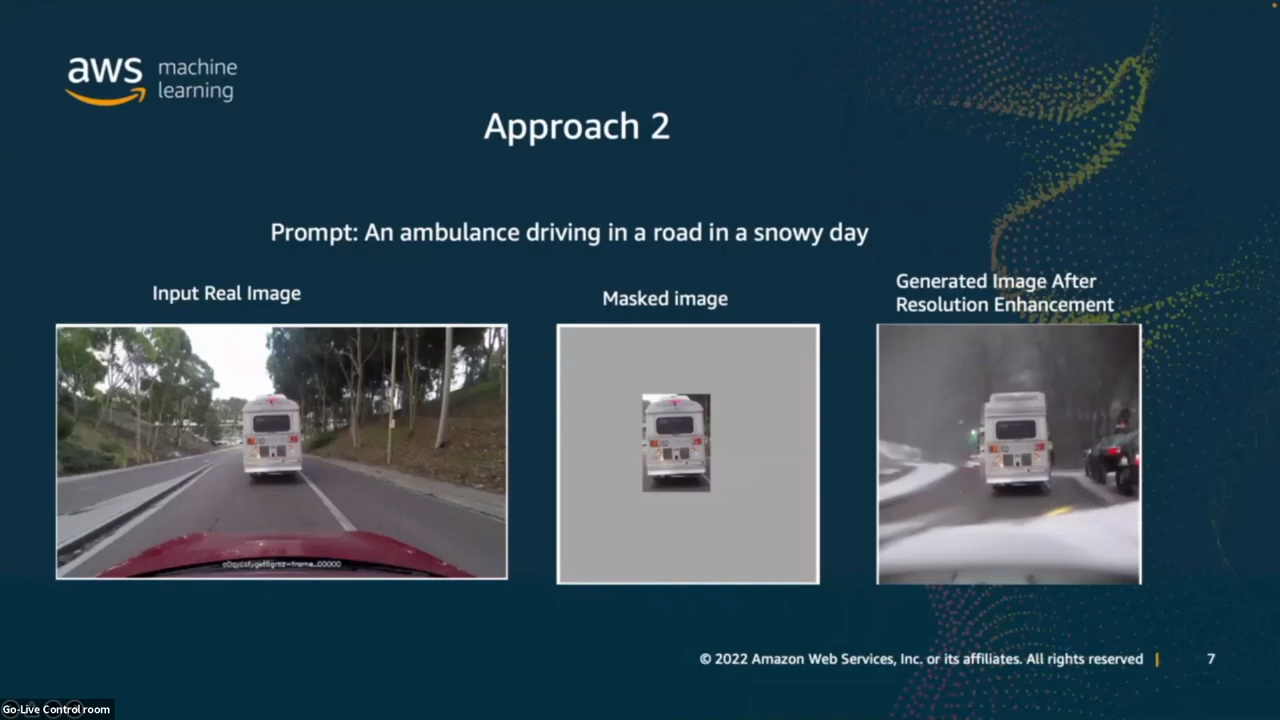 aws machine
learning
Approach 2
Prompt: An ambulance driving in a road in a snowy day
Input Real Image
Masked image
Generated Image After
Resolution Enhancement
© 2022 Amazon Web Services, Inc. or its affiliates. All rights reserved
7
Go-Live Control room